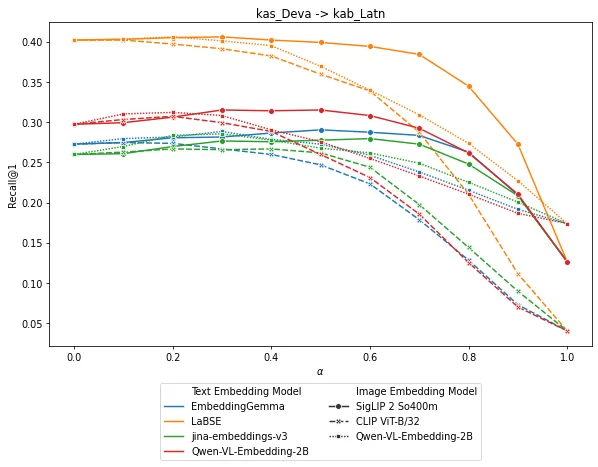 kas_Deva -> kab_Latn
Recall@1
0.40
0.35
0.30
0.25
0.20
0.15
0.10
0.05
0.0
0.2
0.4
0.6
0.8
1.0
α
Text Embedding Model
EmbeddingGemma
LaBSE
jina-embeddings-v3
Qwen-VL-Embedding-2B
Image Embedding Model
SigLIP 2 So400m
CLIP ViT-B/32
Qwen-VL-Embedding-2B